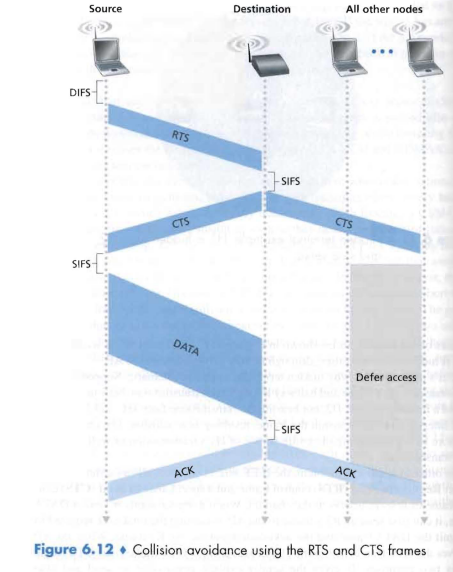 Source
Destination
All other nodes
DIFS
RTS
SIFS
CTS
CTS
SIFS
DATA
Defer access
SIFS
ACK
ACK
Figure 6.12 ♦ Collision avoidance using the RTS and CTS frames